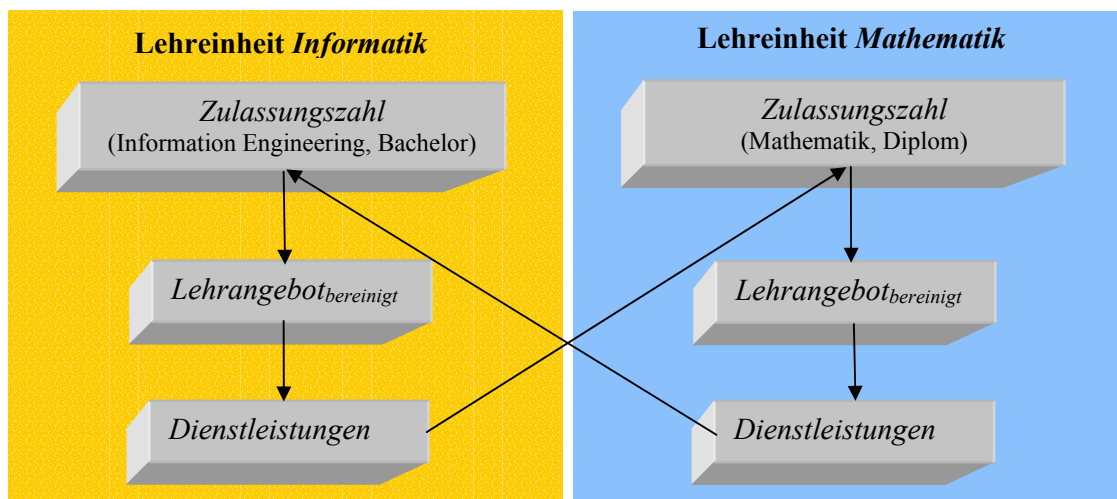 Lehreinheit Informatik
Zulassungszahl
(Information Engineering, Bachelor)
Lehrangebotbereinigt
Dienstleistungen
Lehreinheit Mathematik
Zulassungszahl
(Mathematik, Diplom)
Lehrangebotbereinigt
Dienstleistungen